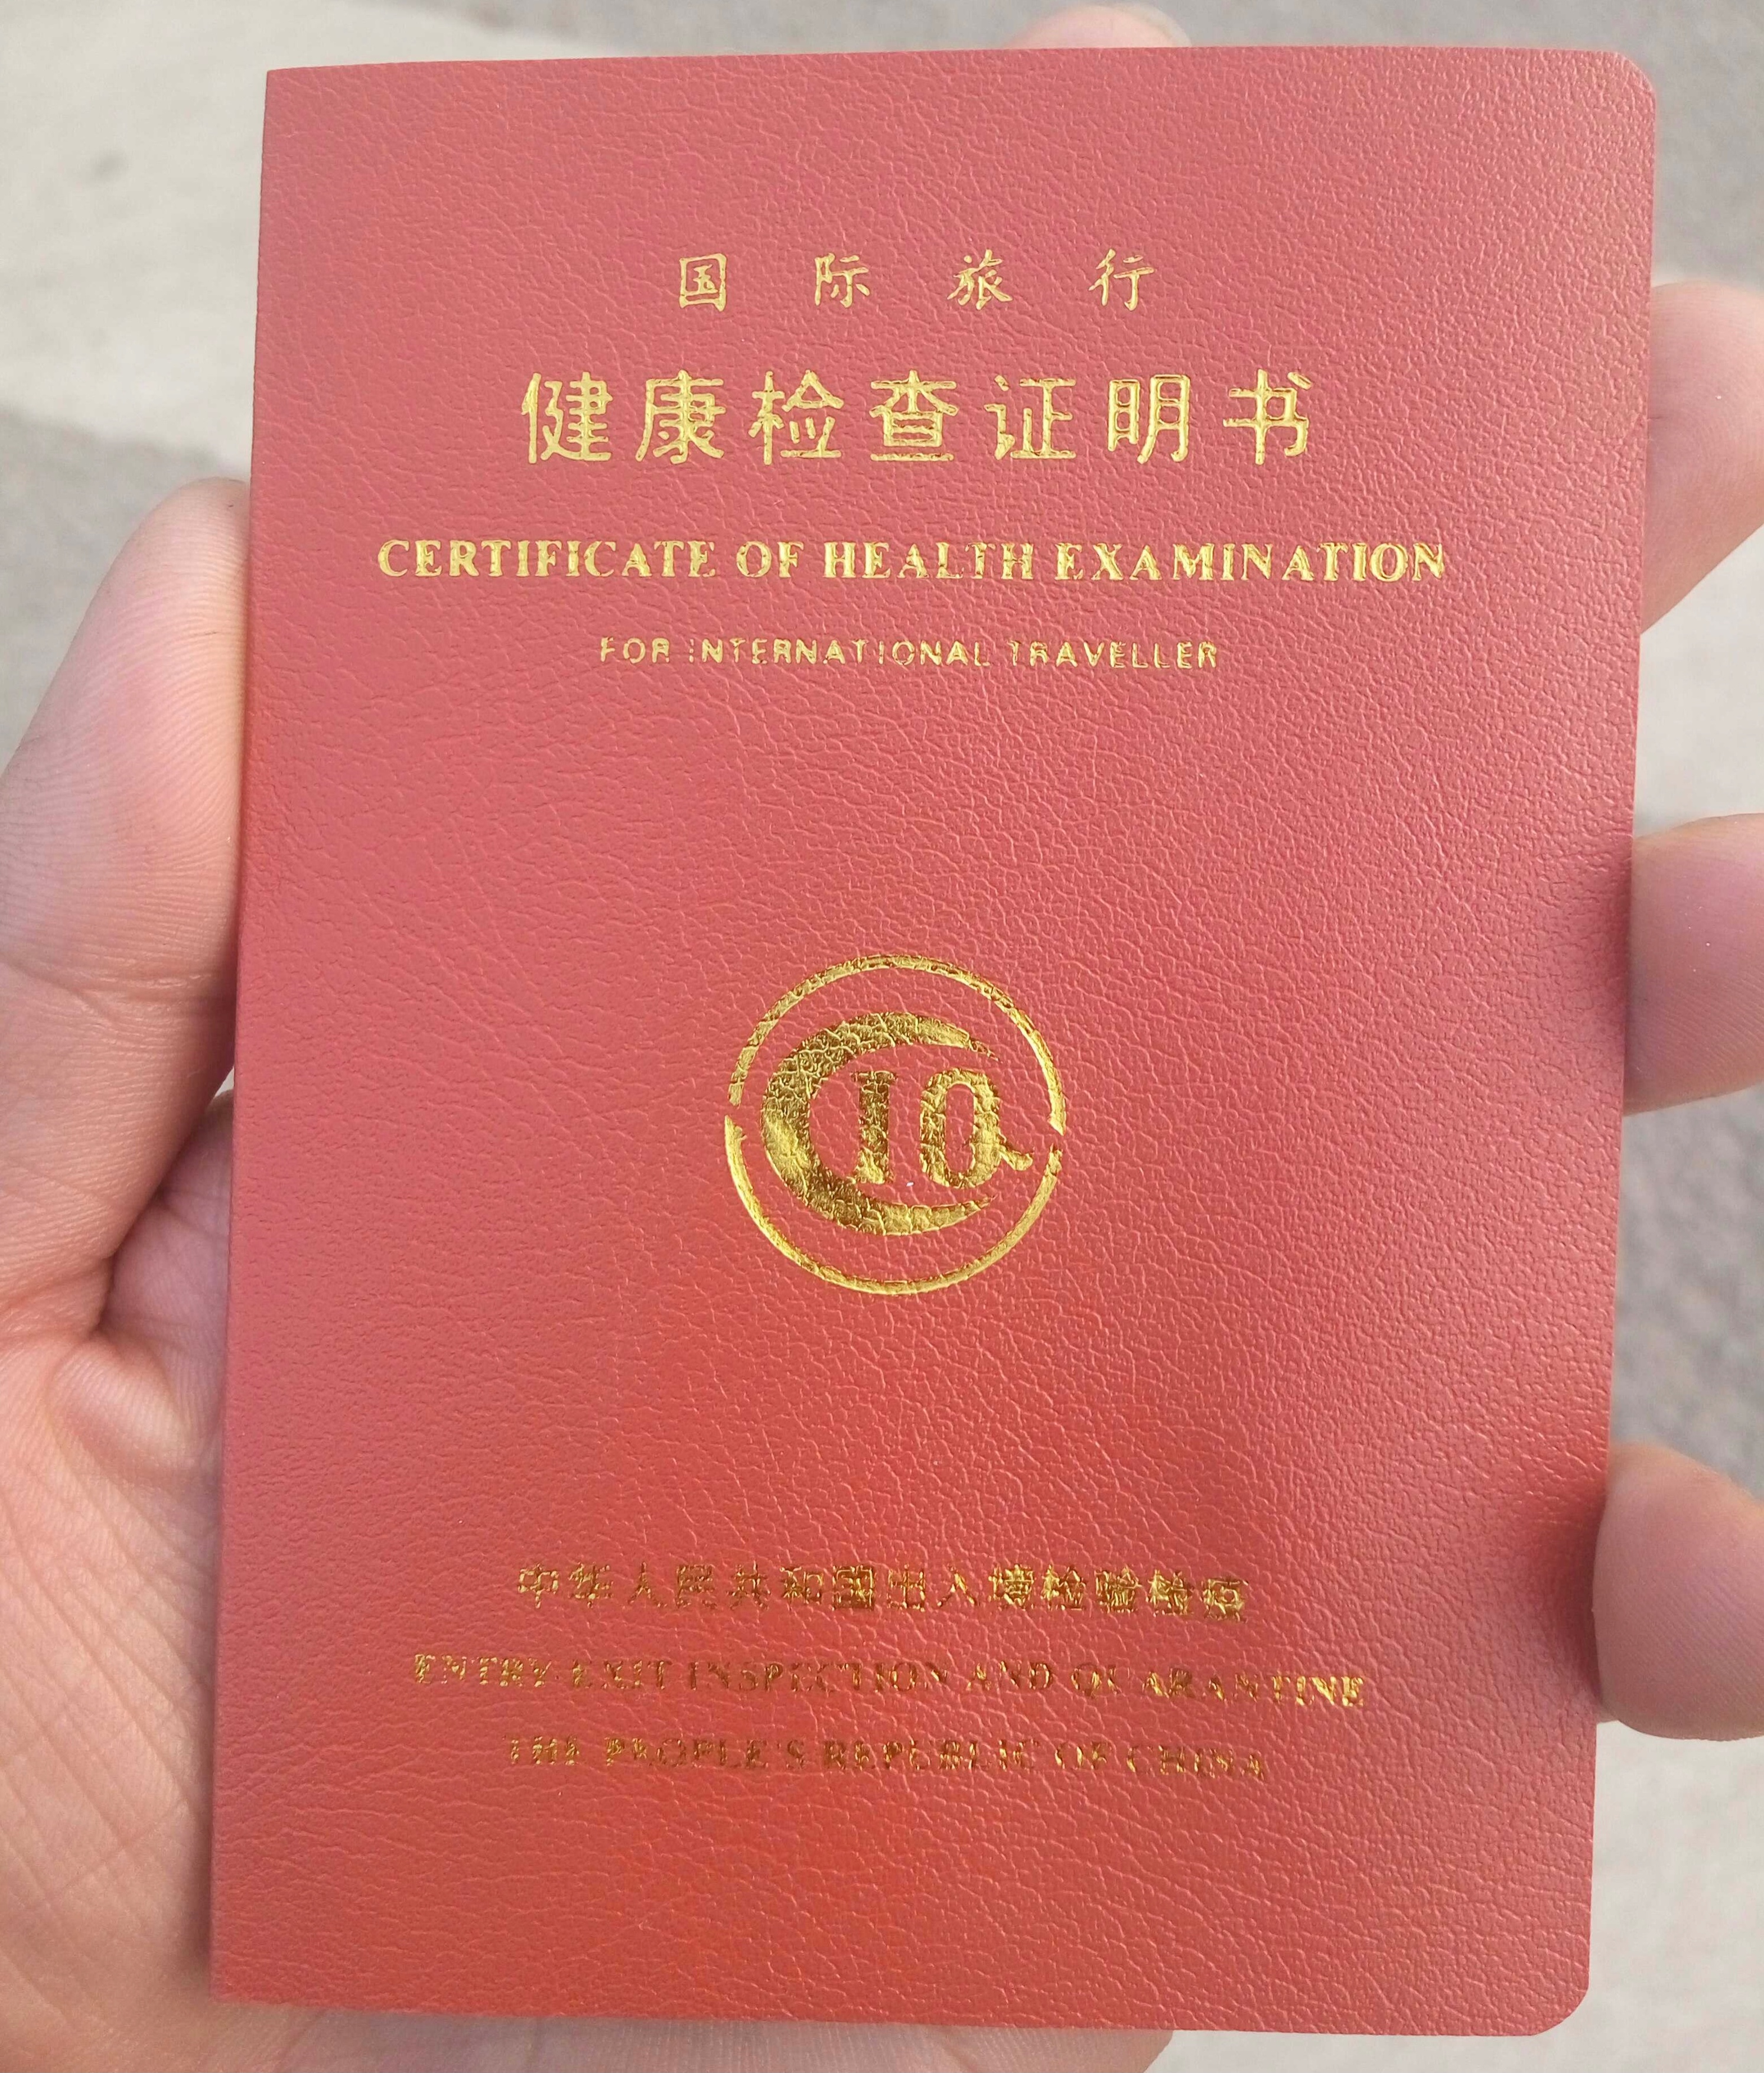 国际旅行
健康检查证明书
CERTIFICATE OF HEALTH EXAMINATION
FOR INTERNATIONAL TRAVELLER
CIQ
中华人民共和国出入境检验检疫
ENTRY-EXIT INSPECTION AND QUARANTINE
THE PEOPLE'S REPUBLIC OF CHINA